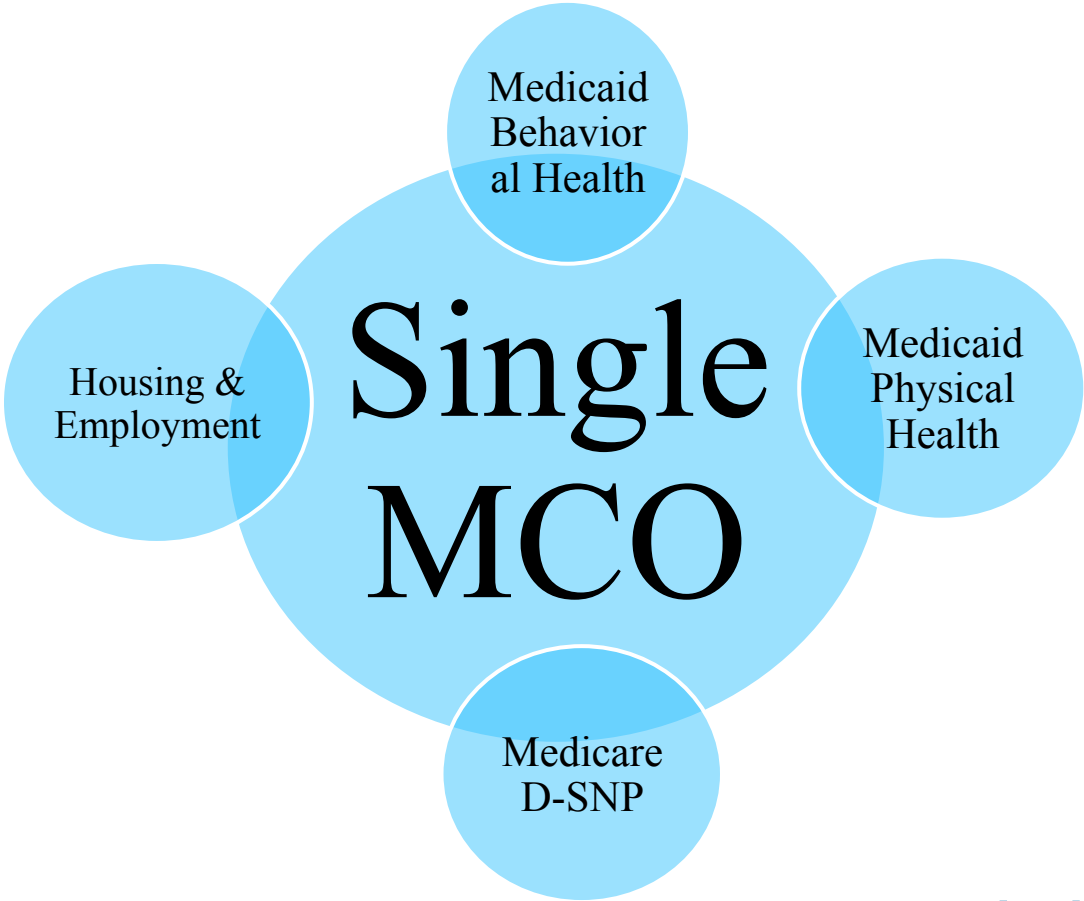 Medicaid
Behavior
al Health
Single
MCO
Housing &
Employment
Medicaid
Physical
Health
Medicare
D-SNP